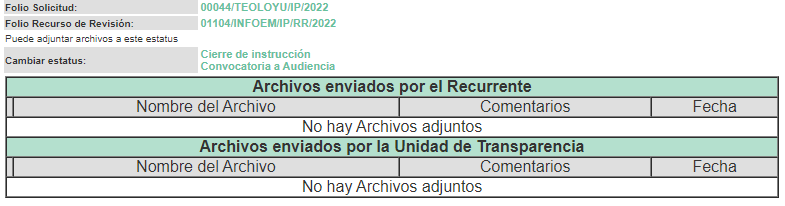 Folio Solicitud: 00044/TEOLOYU/IP/2022
Folio Recurso de Revisión: 01104/INFOEM/IP/RR/2022
Puede adjuntar archivos a este estatus
Cambiar estatus: Cierre de instrucción
Convocatoria a Audiencia
Archivos enviados por el Recurrente
Nombre del Archivo Comentarios Fecha
No hay Archivos adjuntos
Archivos enviados por la Unidad de Transparencia
Nombre del Archivo Comentarios Fecha
No hay Archivos adjuntos